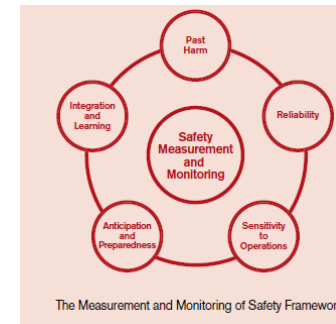 Past
Harm
Integration
and
Learning
Reliability
Safety
Measurement
and
Monitoring
Anticipation
and
Preparedness
Sensitivity
to
Operations
The Measurement and Monitoring of Safety Framewor